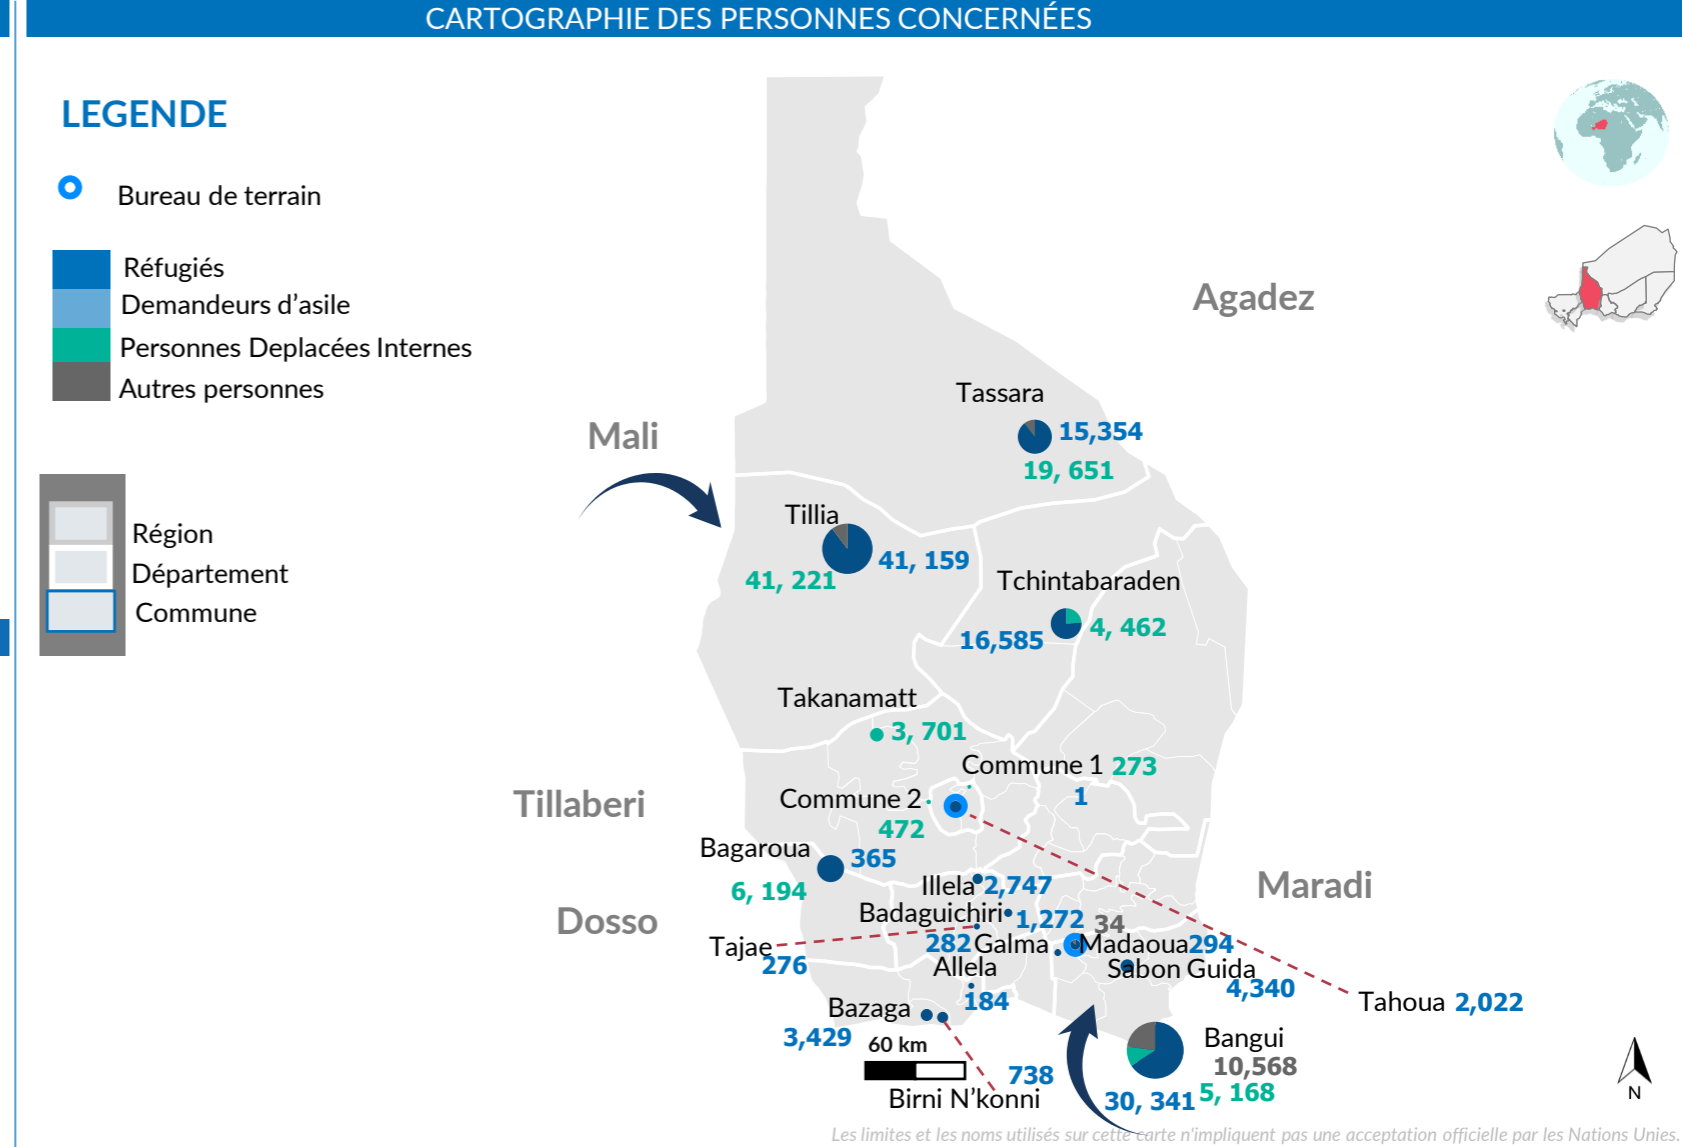 CARTOGRAPHIE DES PERSONNES CONCERNÉES
LEGENDE
Bureau de terrain
Réfugiés
Demandeurs d'asile
Personnes Deplacées Internes
Autres personnes
Région
Département
Commune
Agadez
Mali
Tassara
15,354
19, 651
Tillia
41, 159
41, 221
Tchintabaraden
16,585
4, 462
Takanamatt
3, 701
Commune 1 273
1
Commune 2
472
Tillaberi
Bagaroua
365
6, 194
Illela 2,747
Maradi
Badaguichiri 1,272 34
Dosso
Tajae
276
282 Galma Madaoua 294
Allela
184
Sabon Guida
4,340
Tahoua 2,022
Bazaga
3,429
60 km
738
Birni N'konni
Bangui
10,568
30, 341 5, 168
N
Les limites et les noms utilisés sur cette carte n'impliquent pas une acceptation officielle par les Nations Unies.